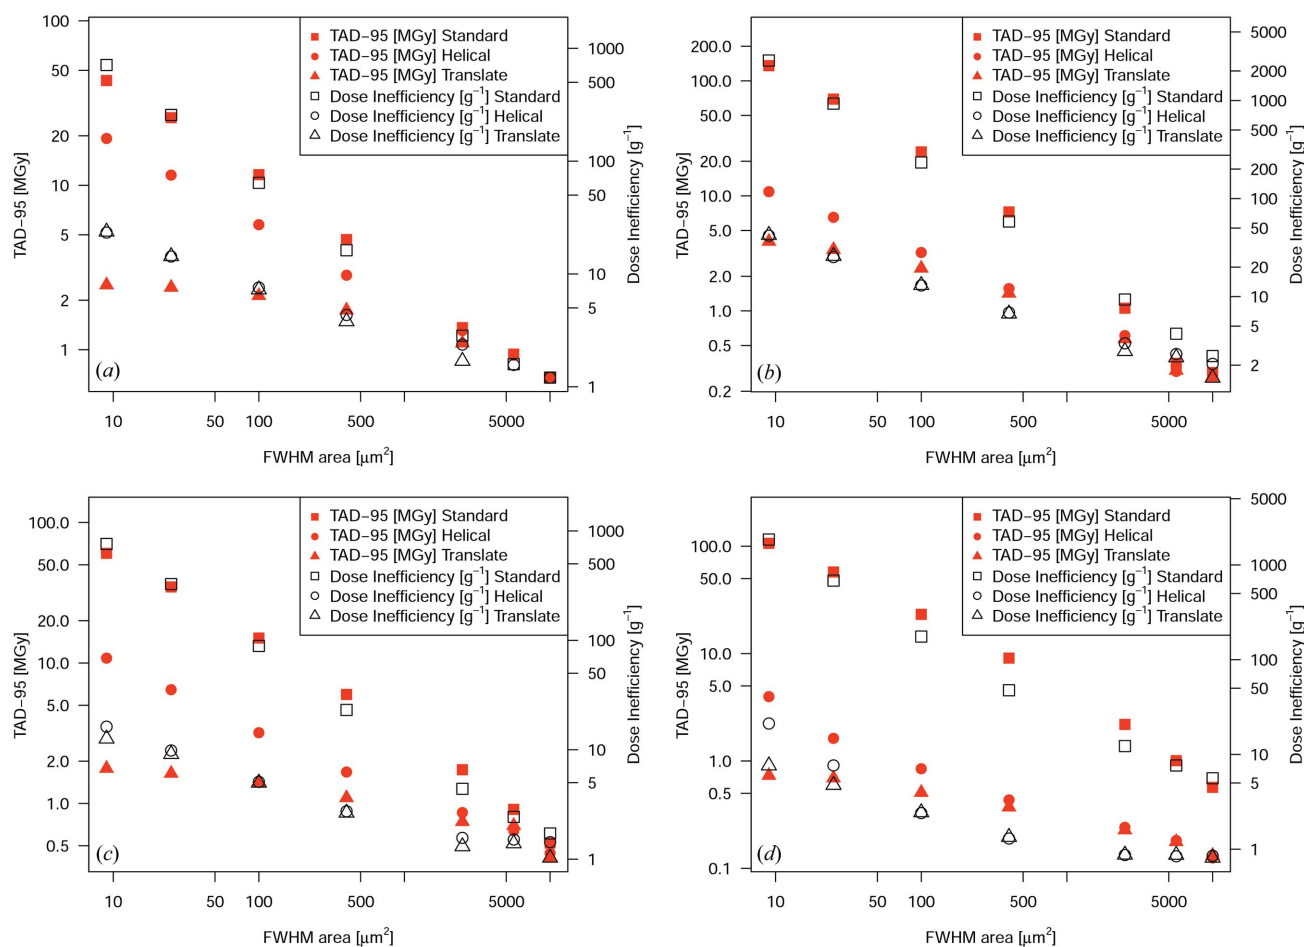 TAD−95 [MGy] Standard
TAD−95 [MGy] Helical
TAD−95 [MGy] Translate
Dose Inefficiency [g⁻¹] Standard
Dose Inefficiency [g⁻¹] Helical
Dose Inefficiency [g⁻¹] Translate
100
50
20
10
5
2
1
TAD−95 [MGy]
1000
500
100
50
10
5
1
Dose Inefficiency [g⁻¹]
(a)
10 50 100 500 5000
FWHM area [μm²]
TAD−95 [MGy] Standard
TAD−95 [MGy] Helical
TAD−95 [MGy] Translate
Dose Inefficiency [g⁻¹] Standard
Dose Inefficiency [g⁻¹] Helical
Dose Inefficiency [g⁻¹] Translate
200.0
100.0
50.0
20.0
10.0
5.0
2.0
1.0
0.5
0.2
TAD−95 [MGy]
5000
2000
1000
500
200
100
50
20
10
5
2
Dose Inefficiency [g⁻¹]
(b)
10 50 100 500 5000
FWHM area [μm²]
TAD−95 [MGy] Standard
TAD−95 [MGy] Helical
TAD−95 [MGy] Translate
Dose Inefficiency [g⁻¹] Standard
Dose Inefficiency [g⁻¹] Helical
Dose Inefficiency [g⁻¹] Translate
100.0
50.0
20.0
10.0
5.0
2.0
1.0
0.5
TAD−95 [MGy]
1000
500
100
50
10
5
1
Dose Inefficiency [g⁻¹]
(c)
10 50 100 500 5000
FWHM area [μm²]
TAD−95 [MGy] Standard
TAD−95 [MGy] Helical
TAD−95 [MGy] Translate
Dose Inefficiency [g⁻¹] Standard
Dose Inefficiency [g⁻¹] Helical
Dose Inefficiency [g⁻¹] Translate
100.0
50.0
10.0
5.0
1.0
0.5
0.1
TAD−95 [MGy]
5000
1000
500
100
50
10
5
1
Dose Inefficiency [g⁻¹]
(d)
10 50 100 500 5000
FWHM area [μm²]